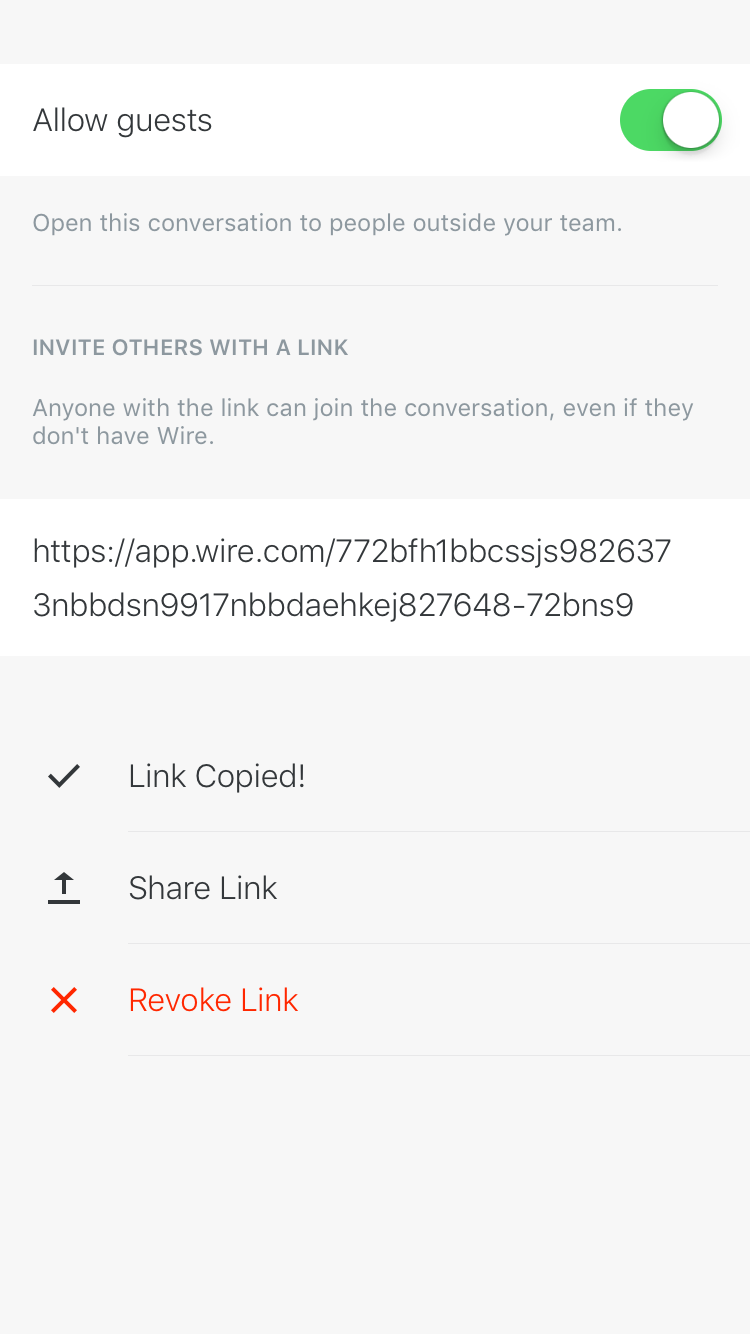 Allow guests
Open this conversation to people outside your team.
INVITE OTHERS WITH A LINK
Anyone with the link can join the conversation, even if they
don't have Wire.
https://app.wire.com/772bfh1bbcssjs982637
3nbbdsn9917nbbdaehkej827648-72bns9
Link Copied!
Share Link
Revoke Link